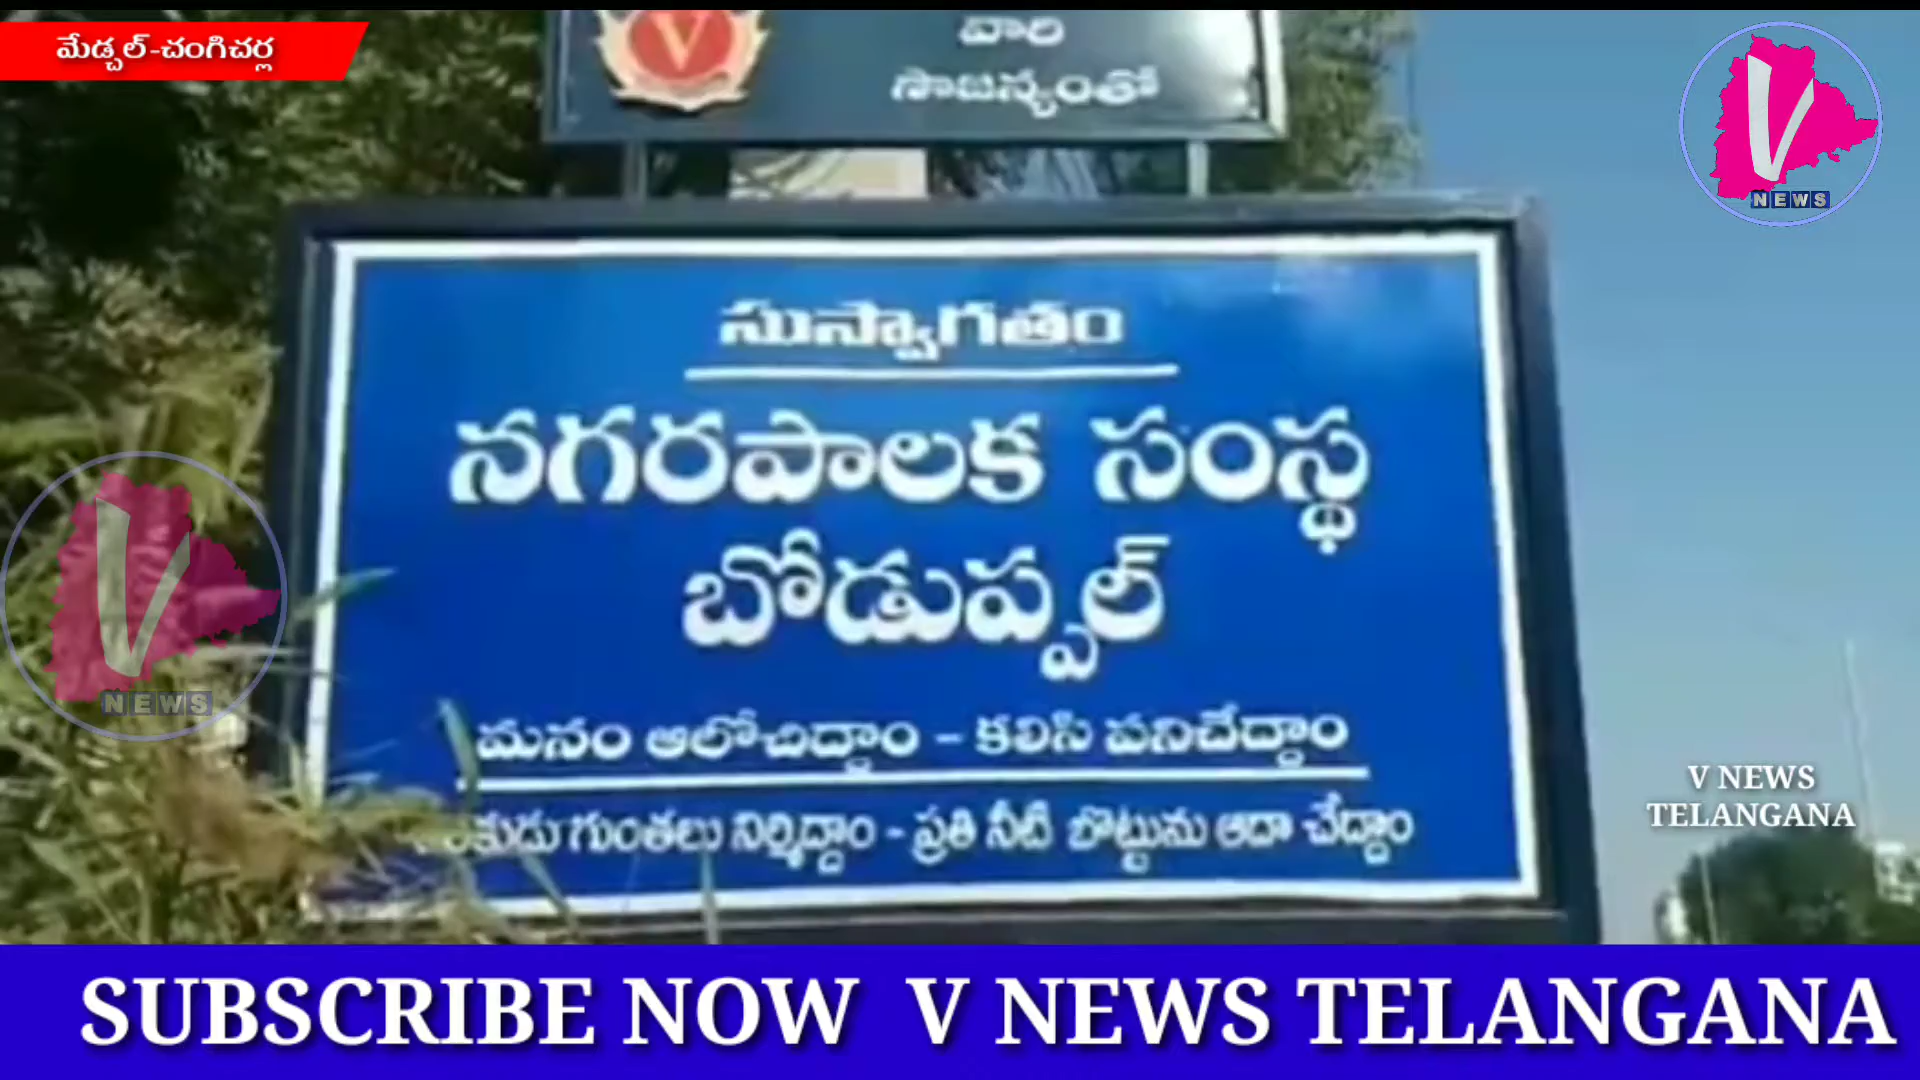 మేడ్చల్-చంగిచర్ల
V
వారి
సౌజన్యంతో
V
NEWS
సుస్వాగతం
నగరపాలక సంస్థ
బోడుప్పల్
V
NEWS
మనం ఆలోచిద్దాం - కలిసి పనిచేద్దాం
గుంతలు నిర్మిద్దాం - ప్రతి నీటి బొట్టును ఆదా చేద్దాం
V NEWS
TELANGANA
SUBSCRIBE NOW V NEWS TELANGANA